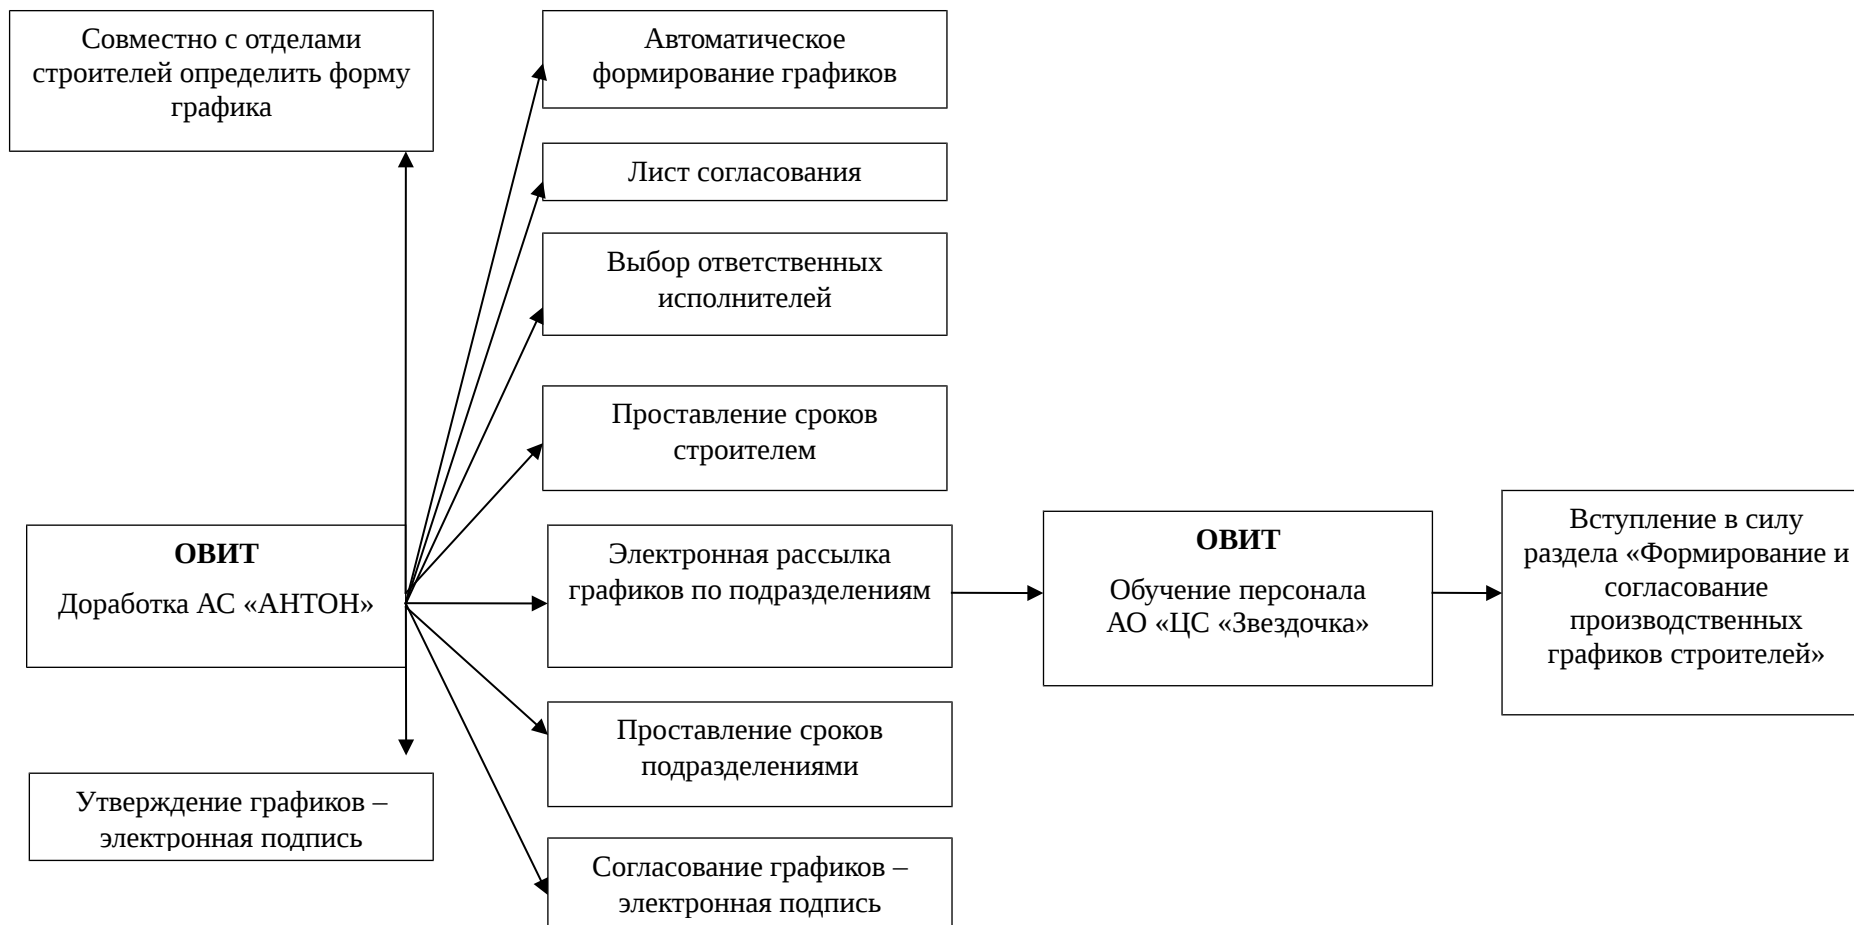 Совместно с отделами
строителей определить форму
графика
Автоматическое
формирование графиков
Лист согласования
Выбор ответственных
исполнителей
Проставление сроков
строителем
ОВИТ
Доработка АС «АНТОН»
Электронная рассылка
графиков по подразделениям
ОВИТ
Обучение персонала
АО «ЦС «Звездочка»
Вступление в силу
раздела «Формирование и
согласование
производственных
графиков строителей»
Проставление сроков
подразделениями
Утверждение графиков –
электронная подпись
Согласование графиков –
электронная подпись